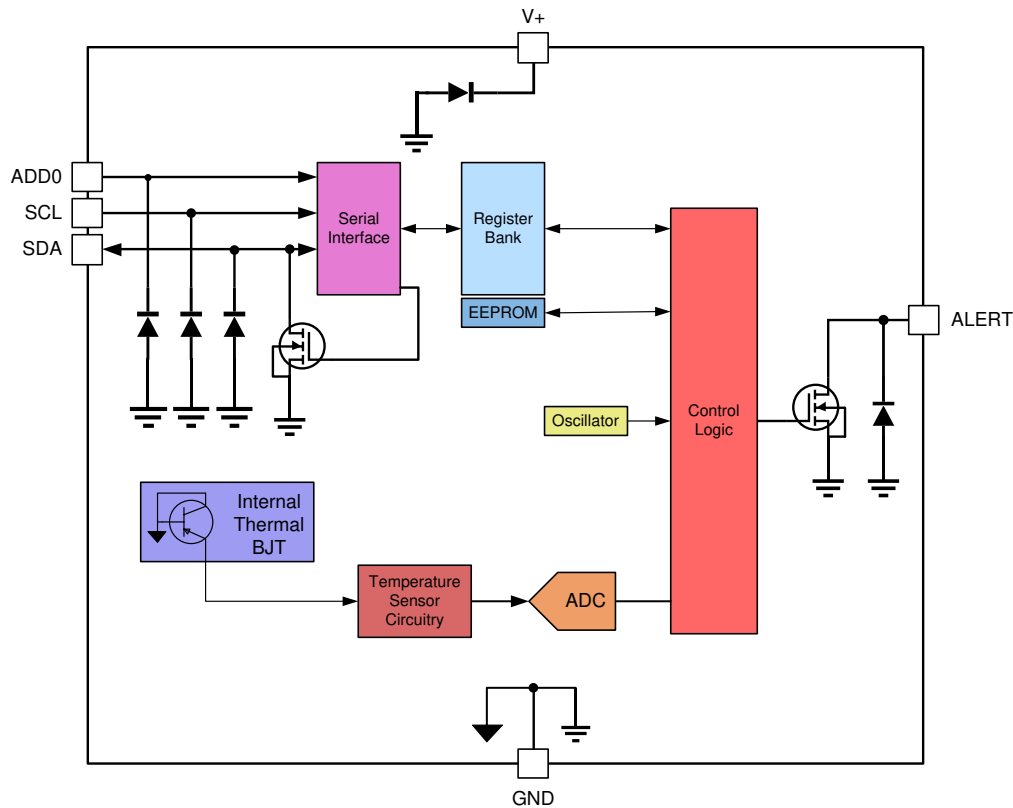 V+
ADD0
SCL
SDA
Serial
Interface
Register
Bank
EEPROM
ALERT
Oscillator
Control
Logic
Internal
Thermal
BJT
Temperature
Sensor
Circuitry
ADC
GND